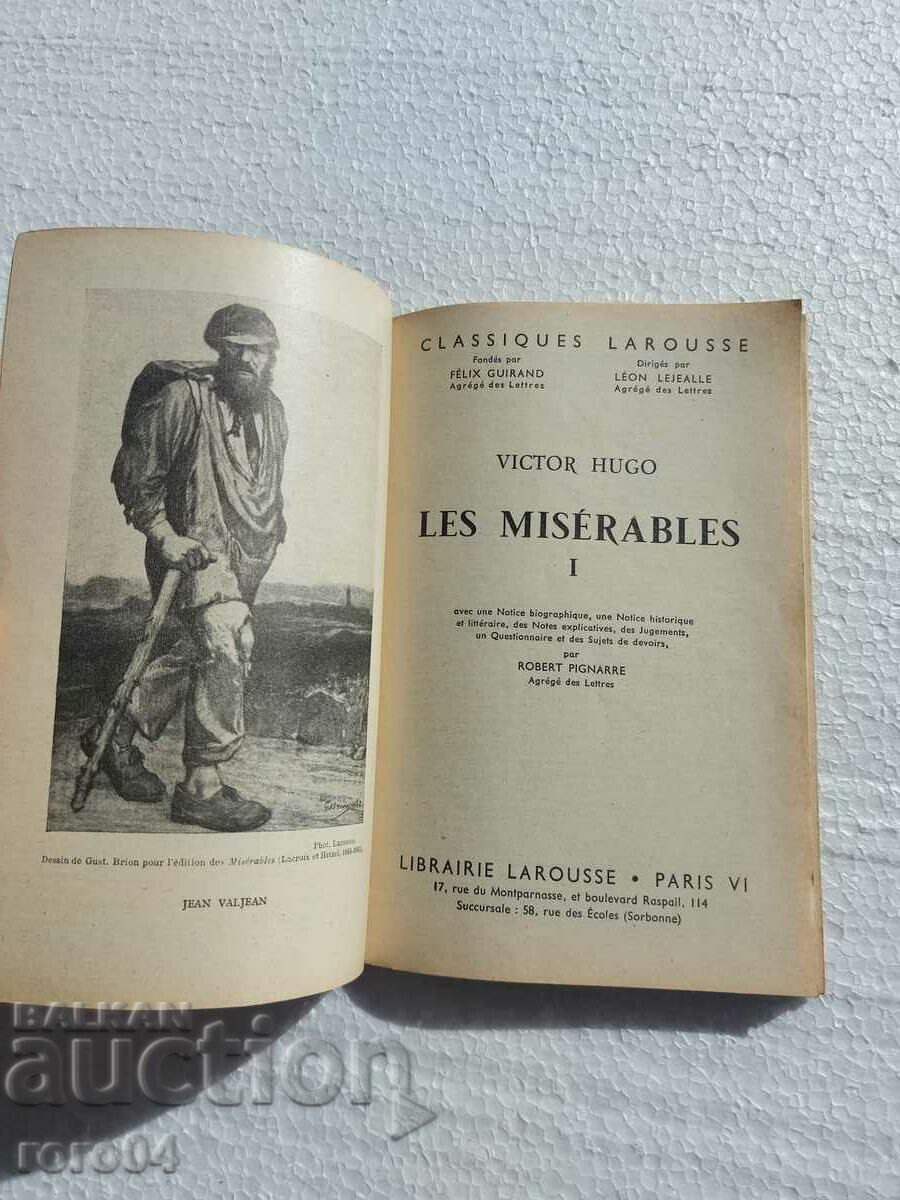 Phot. Larousse
Dessin de Gust. Brion pour l'édition des Misérables (Lacroix et Hetzel,
JEAN VALJEAN
CLASSIQUES LAROUSSE
Fondés par
FÉLIX GUIRAND
Agrégé des Lettres
Dirigés par
LÉON LEJEALLE
Agrégé des Lettres
VICTOR HUGO
LES MISÉRABLES
I
avec une Notice biographique, une Notice historique
et littéraire, des Notes explicatives, des Jugements,
un Questionnaire et des Sujets de devoirs,
par
ROBERT PIGNARRE
Agrégé des Lettres
LIBRAIRIE LAROUSSE • PARIS VI
17, rue du Montparnasse, et boulevard Raspail, 114
Succursale : 58, rue des Écoles (Sorbonne)
BALKAN
auction
roro04